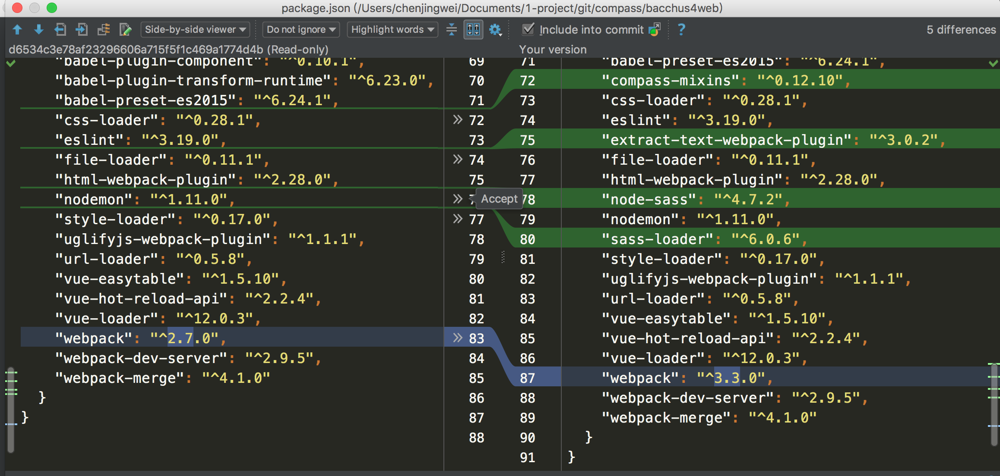 package.json (/Users/chenjingwei/Documents/1-project/git/compass/bacchus4web)
Side-by-side viewer
Do not ignore
Highlight words
Include into commit
?
5 differences
d6534c3e78af23296606a715f5f1c469a1774d4b (Read-only)
Your version
"babel-plugin-component": "^0.10.1", 69
"babel-plugin-transform-runtime": "^6.23.0", 70
"babel-preset-es2015": "^6.24.1", 71
"css-loader": "^0.28.1", 72
"eslint": "^3.19.0", 73
"file-loader": "^0.11.1", 74
"html-webpack-plugin": "^2.28.0", 75
"nodemon": "^1.11.0",
Accept
"style-loader": "^0.17.0", 77
"uglifyjs-webpack-plugin": "^1.1.1", 78
"url-loader": "^0.5.8", 79
"vue-easytable": "^1.5.10", 80
"vue-hot-reload-api": "^2.2.4", 81
"vue-loader": "^12.0.3", 82
"webpack": "^2.7.0", 83
"webpack-dev-server": "^2.9.5", 84
"webpack-merge": "^4.1.0" 85
} 86
} 87
88
71 "babel-preset-es2015": "^6.24.1",
72 "compass-mixins": "^0.12.10",
73 "css-loader": "^0.28.1",
74 "eslint": "^3.19.0",
75 "extract-text-webpack-plugin": "^3.0.2",
76 "file-loader": "^0.11.1",
77 "html-webpack-plugin": "^2.28.0",
78 "node-sass": "^4.7.2",
79 "nodemon": "^1.11.0",
80 "sass-loader": "^6.0.6",
81 "style-loader": "^0.17.0",
82 "uglifyjs-webpack-plugin": "^1.1.1",
83 "url-loader": "^0.5.8",
84 "vue-easytable": "^1.5.10",
85 "vue-hot-reload-api": "^2.2.4",
86 "vue-loader": "^12.0.3",
87 "webpack": "^3.3.0",
88 "webpack-dev-server": "^2.9.5",
89 "webpack-merge": "^4.1.0"
90 }
91 }